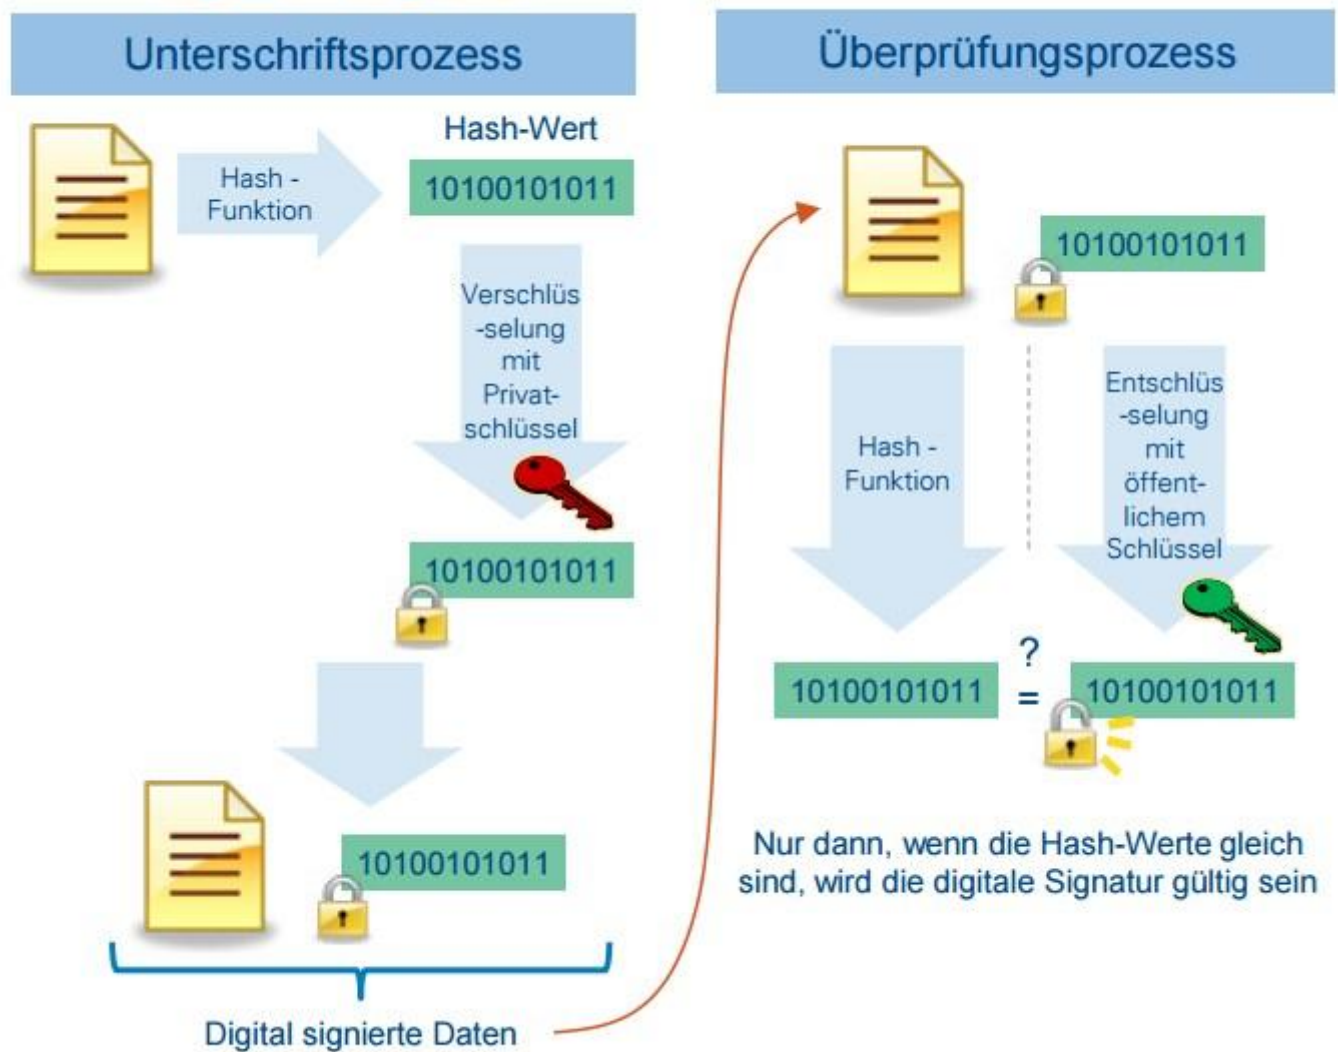 Unterschriftsprozess
Hash-Wert
Hash -
Funktion
10100101011
Verschlüs
-selung
mit
Privat-
schlüssel
10100101011
10100101011
Digital signierte Daten
Überprüfungsprozess
10100101011
Hash -
Funktion
Entschlüs
-selung
mit
öffent-
lichem
Schlüssel
10100101011
?
=
10100101011
Nur dann, wenn die Hash-Werte gleich
sind, wird die digitale Signatur gültig sein